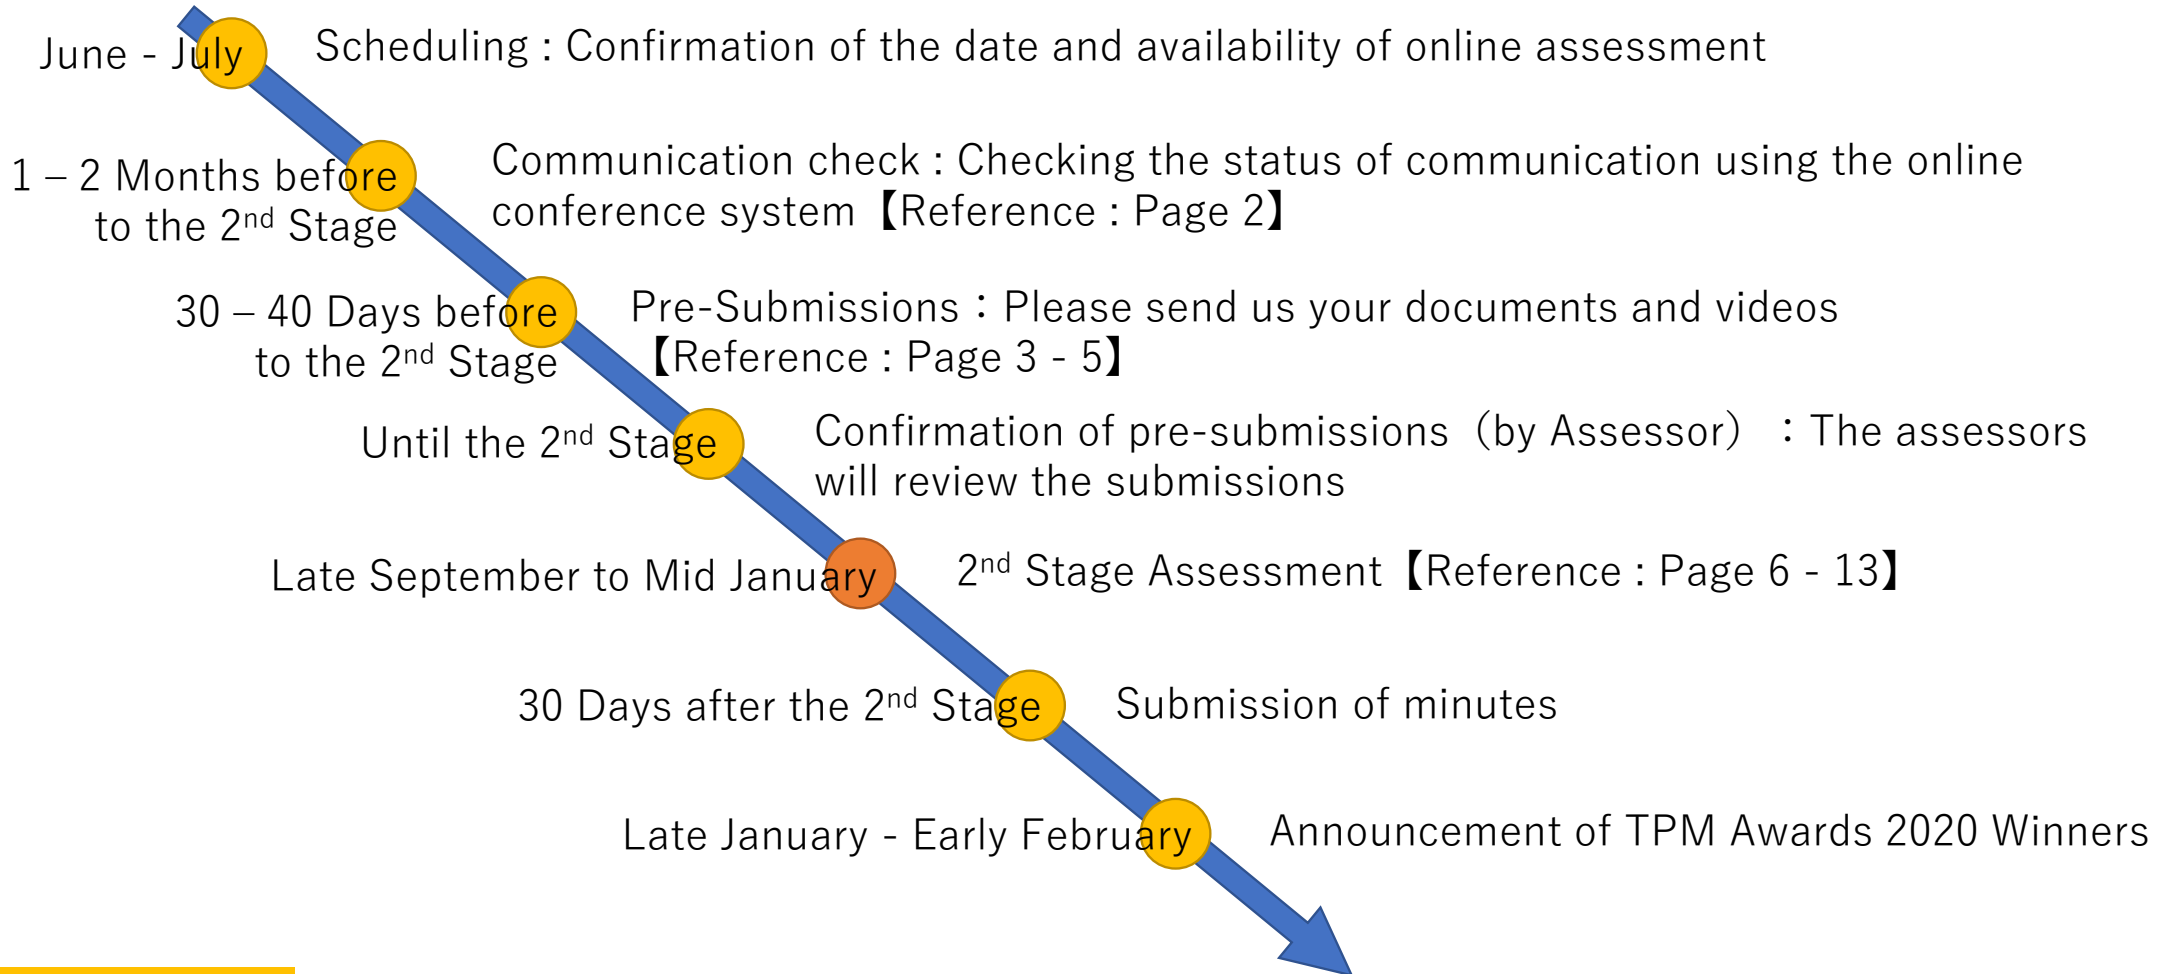 June - July
Scheduling : Confirmation of the date and availability of online assessment
1 – 2 Months before
to the 2nd Stage
Communication check : Checking the status of communication using the online
conference system【Reference : Page 2】
30 – 40 Days before
to the 2nd Stage
Pre-Submissions：Please send us your documents and videos
【Reference : Page 3 - 5】
Until the 2nd Stage
Confirmation of pre-submissions（by Assessor）：The assessors
will review the submissions
Late September to Mid January
2nd Stage Assessment【Reference : Page 6 - 13】
30 Days after the 2nd Stage
Submission of minutes
Late January - Early February
Announcement of TPM Awards 2020 Winners